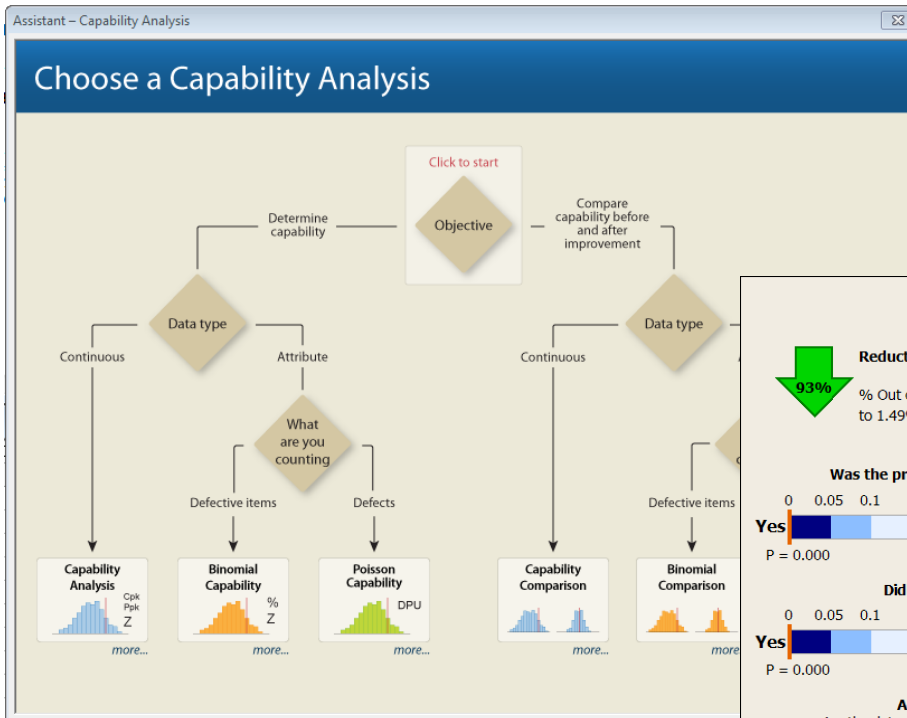 Assistant – Capability Analysis
Choose a Capability Analysis
Click to start
Objective
Determine
capability
Compare
capability before
and after
improvement
Data type
Data type
Continuous
Attribute
Continuous
What
are you
counting
Defective items
Defects
Defective items
Capability
Analysis
Cpk
Ppk
Z
more...
Binomial
Capability
%
Z
more...
Poisson
Capability
DPU
more...
Capability
Comparison
Binomial
Comparison
more
93%
Reduct
% Out
to 1.49
Was the pr
0 0.05 0.1
Yes
P = 0.000
Did
0 0.05 0.1
Yes
P = 0.000
A